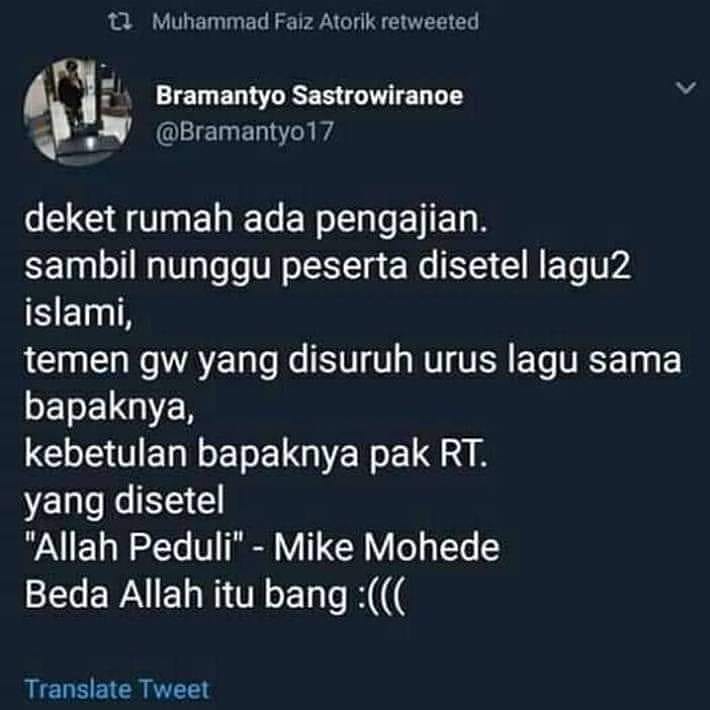 Muhammad Faiz Atorik retweeted
Bramantyo Sastrowiranoe
@Bramantyo17
deket rumah ada pengajian.
sambil nunggu peserta disetel lagu2
islami,
temen gw yang disuruh urus lagu sama
bapaknya,
kebetulan bapaknya pak RT.
yang disetel
"Allah Peduli" - Mike Mohede
Beda Allah itu bang :(((
Translate Tweet